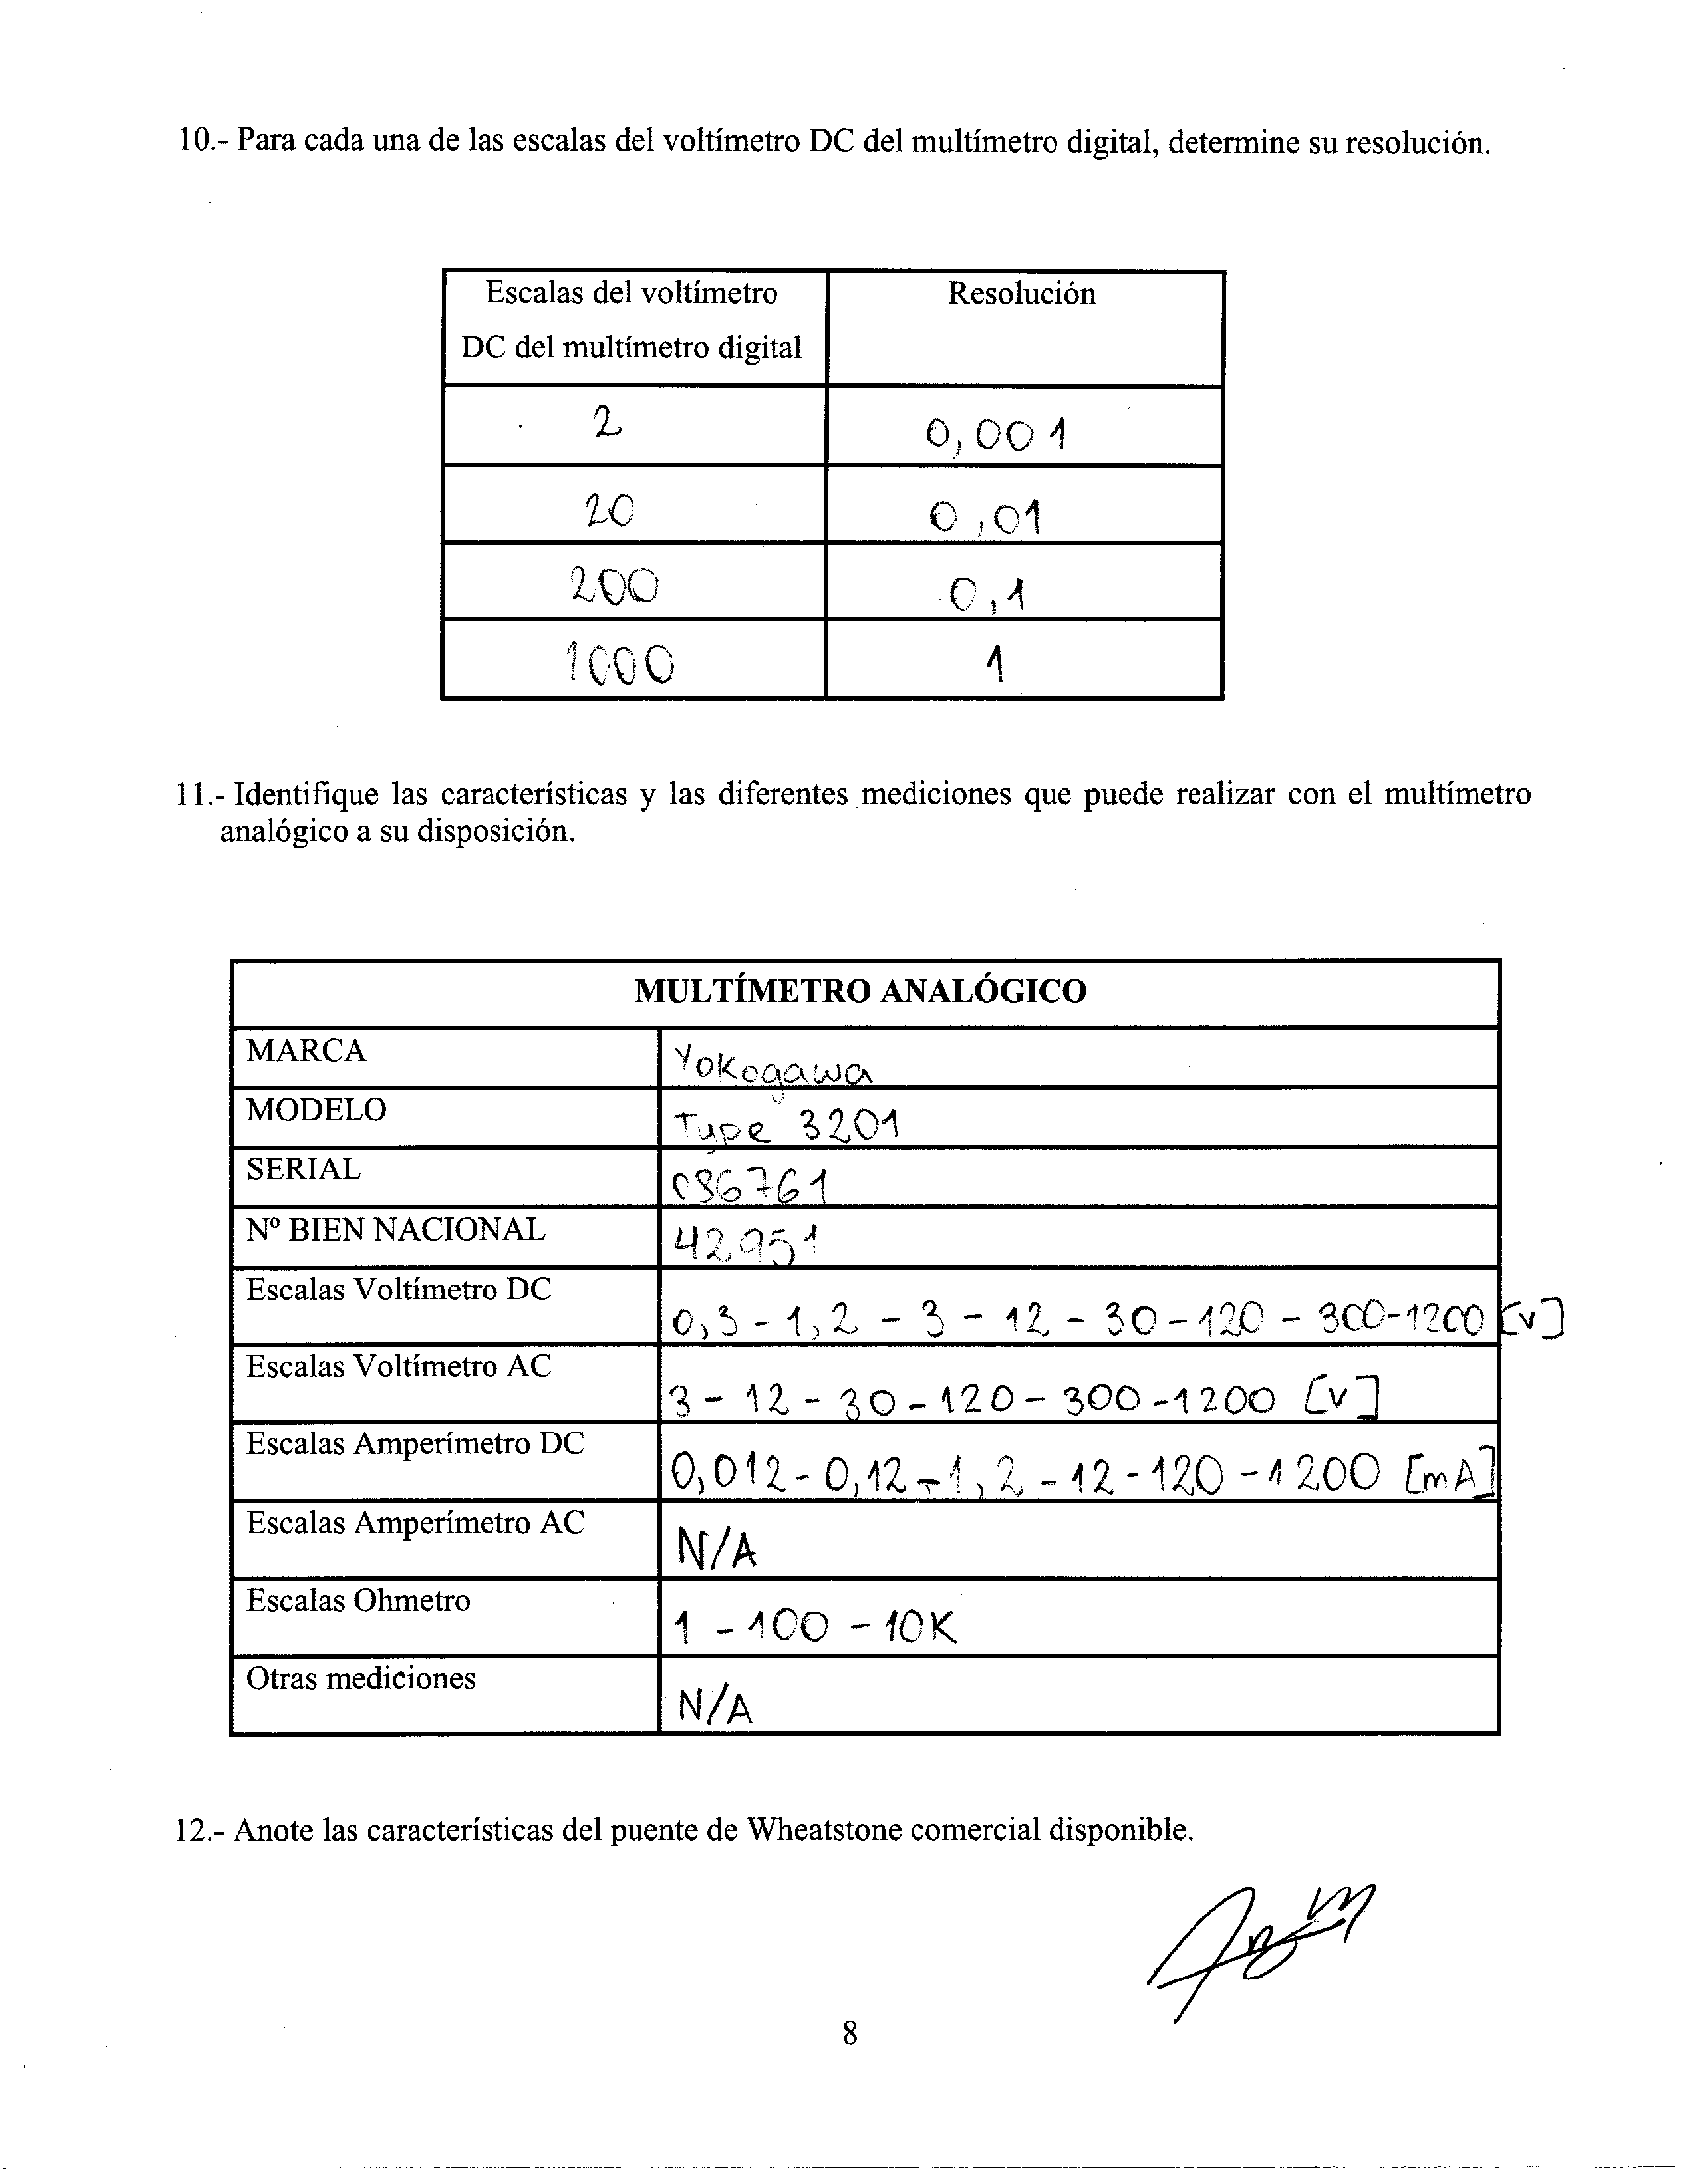 10.- Para cada una de las escalas del voltímetro DC del multímetro digital, determine su resolución.
Escalas del voltímetro
DC del multímetro digital
Resolución
2 0,001
20 0,01
200 0,1
1000 1
11.- Identifique las características y las diferentes mediciones que puede realizar con el multímetro
analógico a su disposición.
MULTÍMETRO ANALÓGICO
MARCA Yokogawa
MODELO Type 3201
SERIAL 086761
Nº BIEN NACIONAL 42951
Escalas Voltímetro DC 0,3 - 1,2 - 3 - 12 - 30 - 120 - 300 - 1200 [V]
Escalas Voltímetro AC 3 - 12 - 30 - 120 - 300 - 1200 [V]
Escalas Amperímetro DC 0,012 - 0,12 - 1,2 - 12 - 120 - 1200 [mA]
Escalas Amperímetro AC N/A
Escalas Ohmetro 1 - 100 - 10K
Otras mediciones N/A
12.- Anote las características del puente de Wheatstone comercial disponible.
8